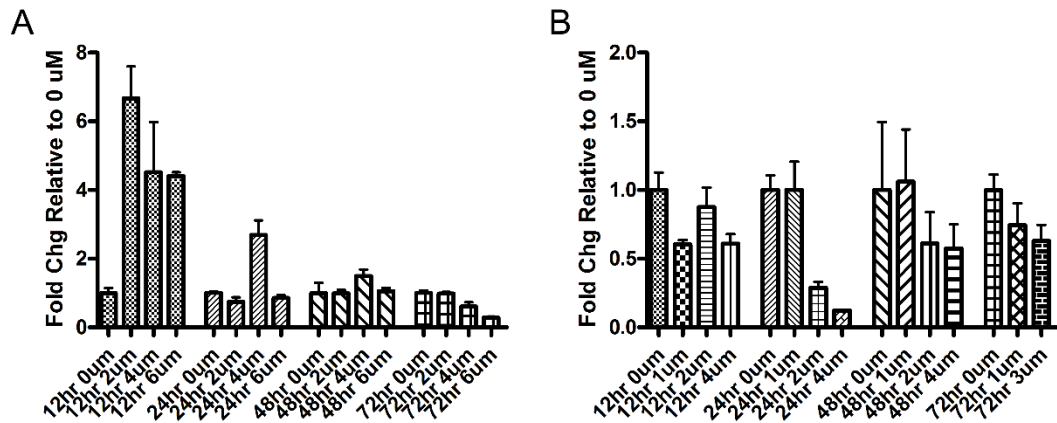 A
Fold Chg Relative to 0 uM
8
6
4
2
0
12hr 0um
12hr 2um
12hr 4um
12hr 6um
24hr 0um
24hr 2um
24hr 4um
24hr 6um
48hr 0um
48hr 2um
48hr 4um
48hr 6um
72hr 0um
72hr 2um
72hr 4um
72hr 6um
B
Fold Chg Relative to 0 uM
2.0
1.5
1.0
0.5
0.0
12hr 0um
12hr 1um
12hr 2um
12hr 4um
24hr 0um
24hr 1um
24hr 2um
24hr 4um
48hr 0um
48hr 1um
48hr 2um
48hr 4um
72hr 0um
72hr 1um
72hr 3um